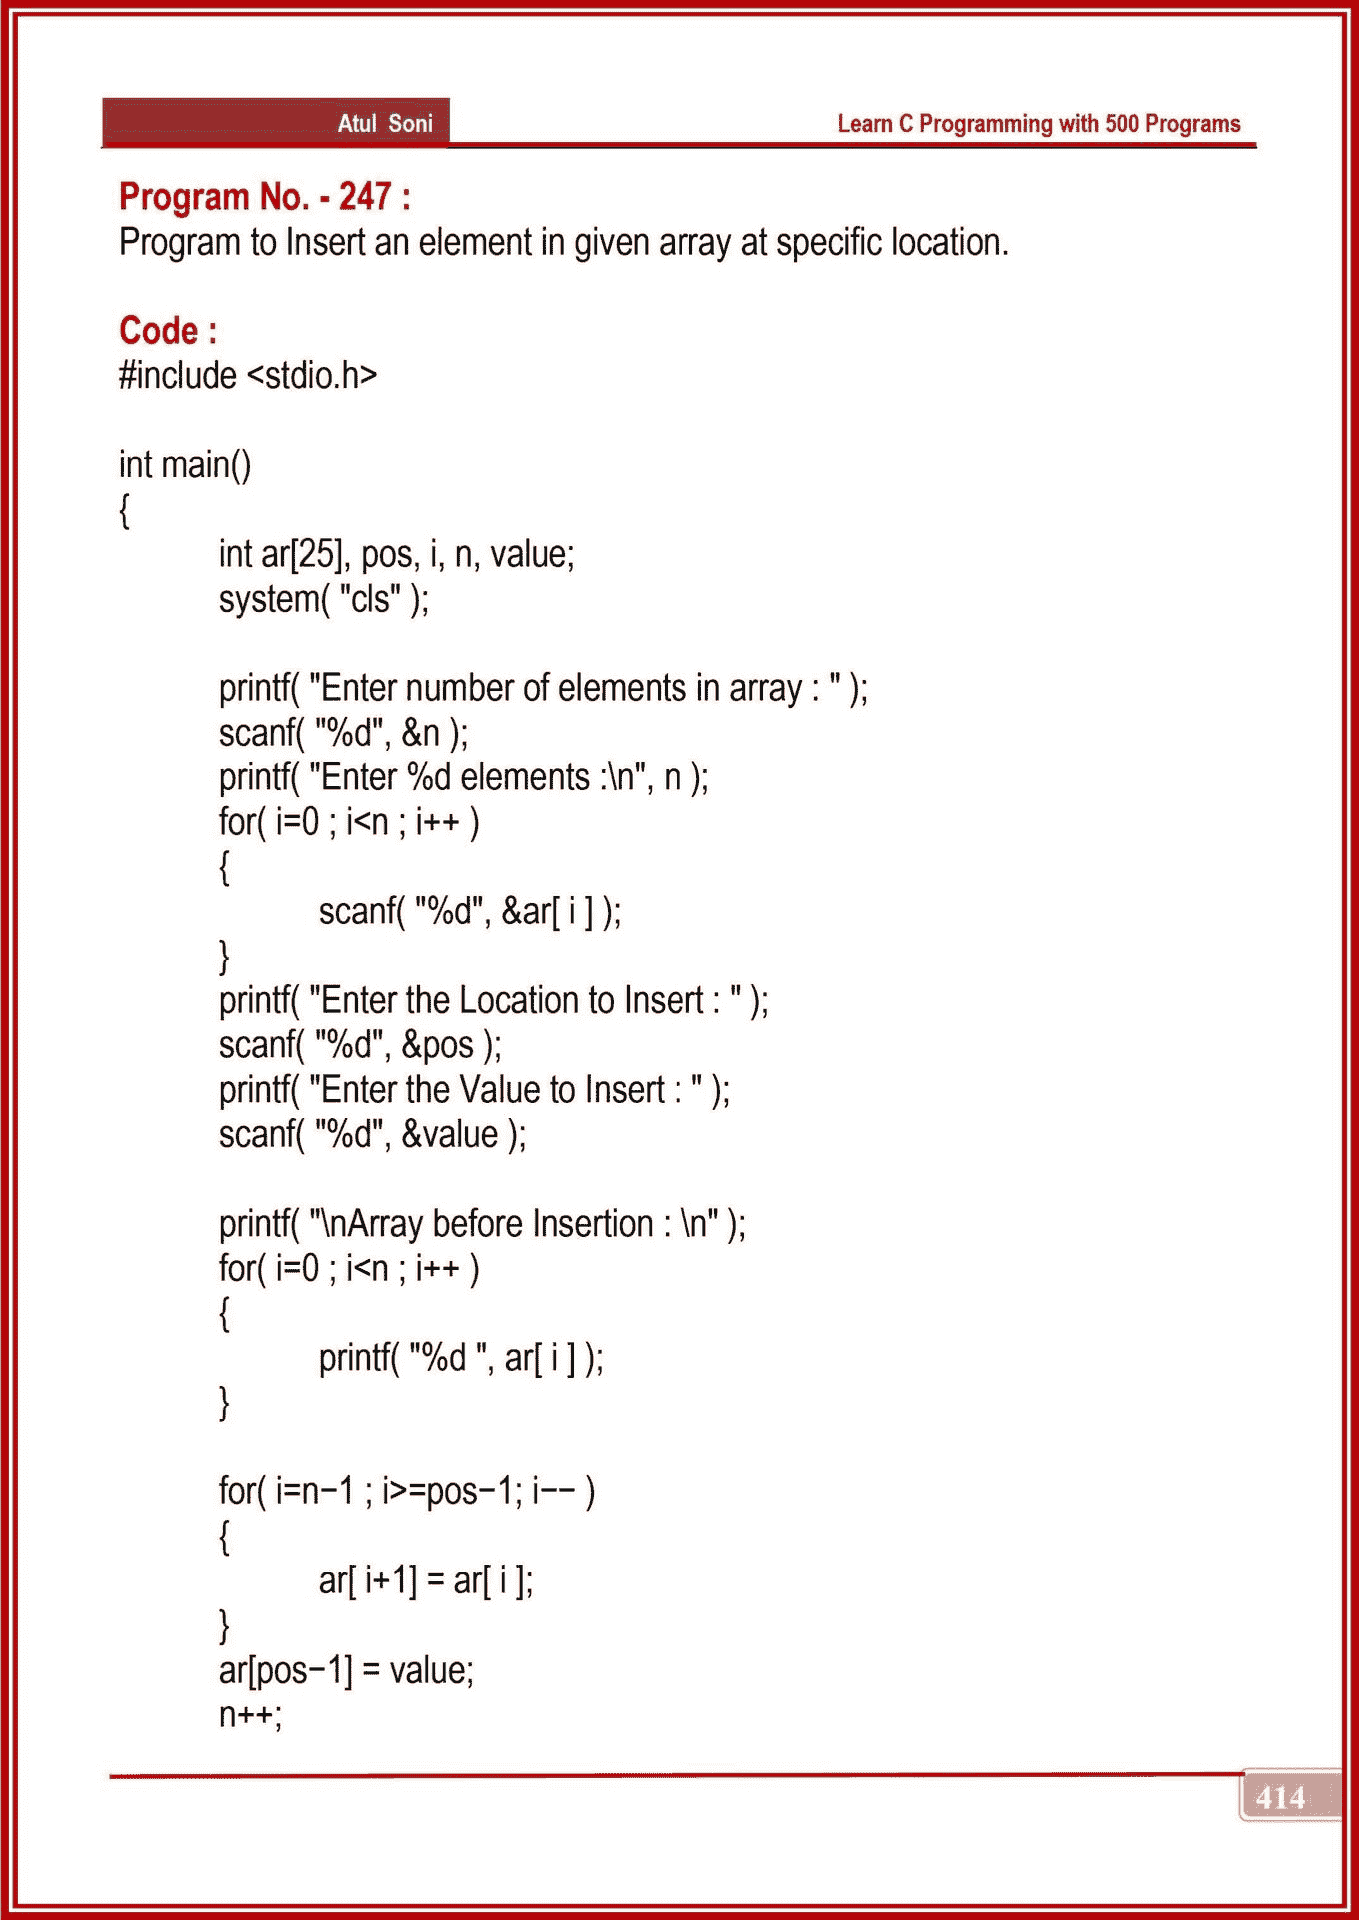 Atul Soni
Learn C Programming with 500 Programs
Program No. - 247 :
Program to Insert an element in given array at specific location.
Code :
#include <stdio.h>
int main()
{
int ar[25], pos, i, n, value;
system( "cls" );
printf( "Enter number of elements in array : " );
scanf( "%d", &n );
printf( "Enter %d elements :\n", n );
for( i=0 ; i<n ; i++ )
{
scanf( "%d", &ar[ i ] );
}
printf( "Enter the Location to Insert : " );
scanf( "%d", &pos );
printf( "Enter the Value to Insert : " );
scanf( "%d", &value );
printf( "\nArray before Insertion : \n" );
for( i=0 ; i<n ; i++ )
{
printf( "%d ", ar[ i ] );
}
for( i=n−1 ; i>=pos−1; i−− )
{
ar[ i+1] = ar[ i ];
}
ar[pos−1] = value;
n++;
414